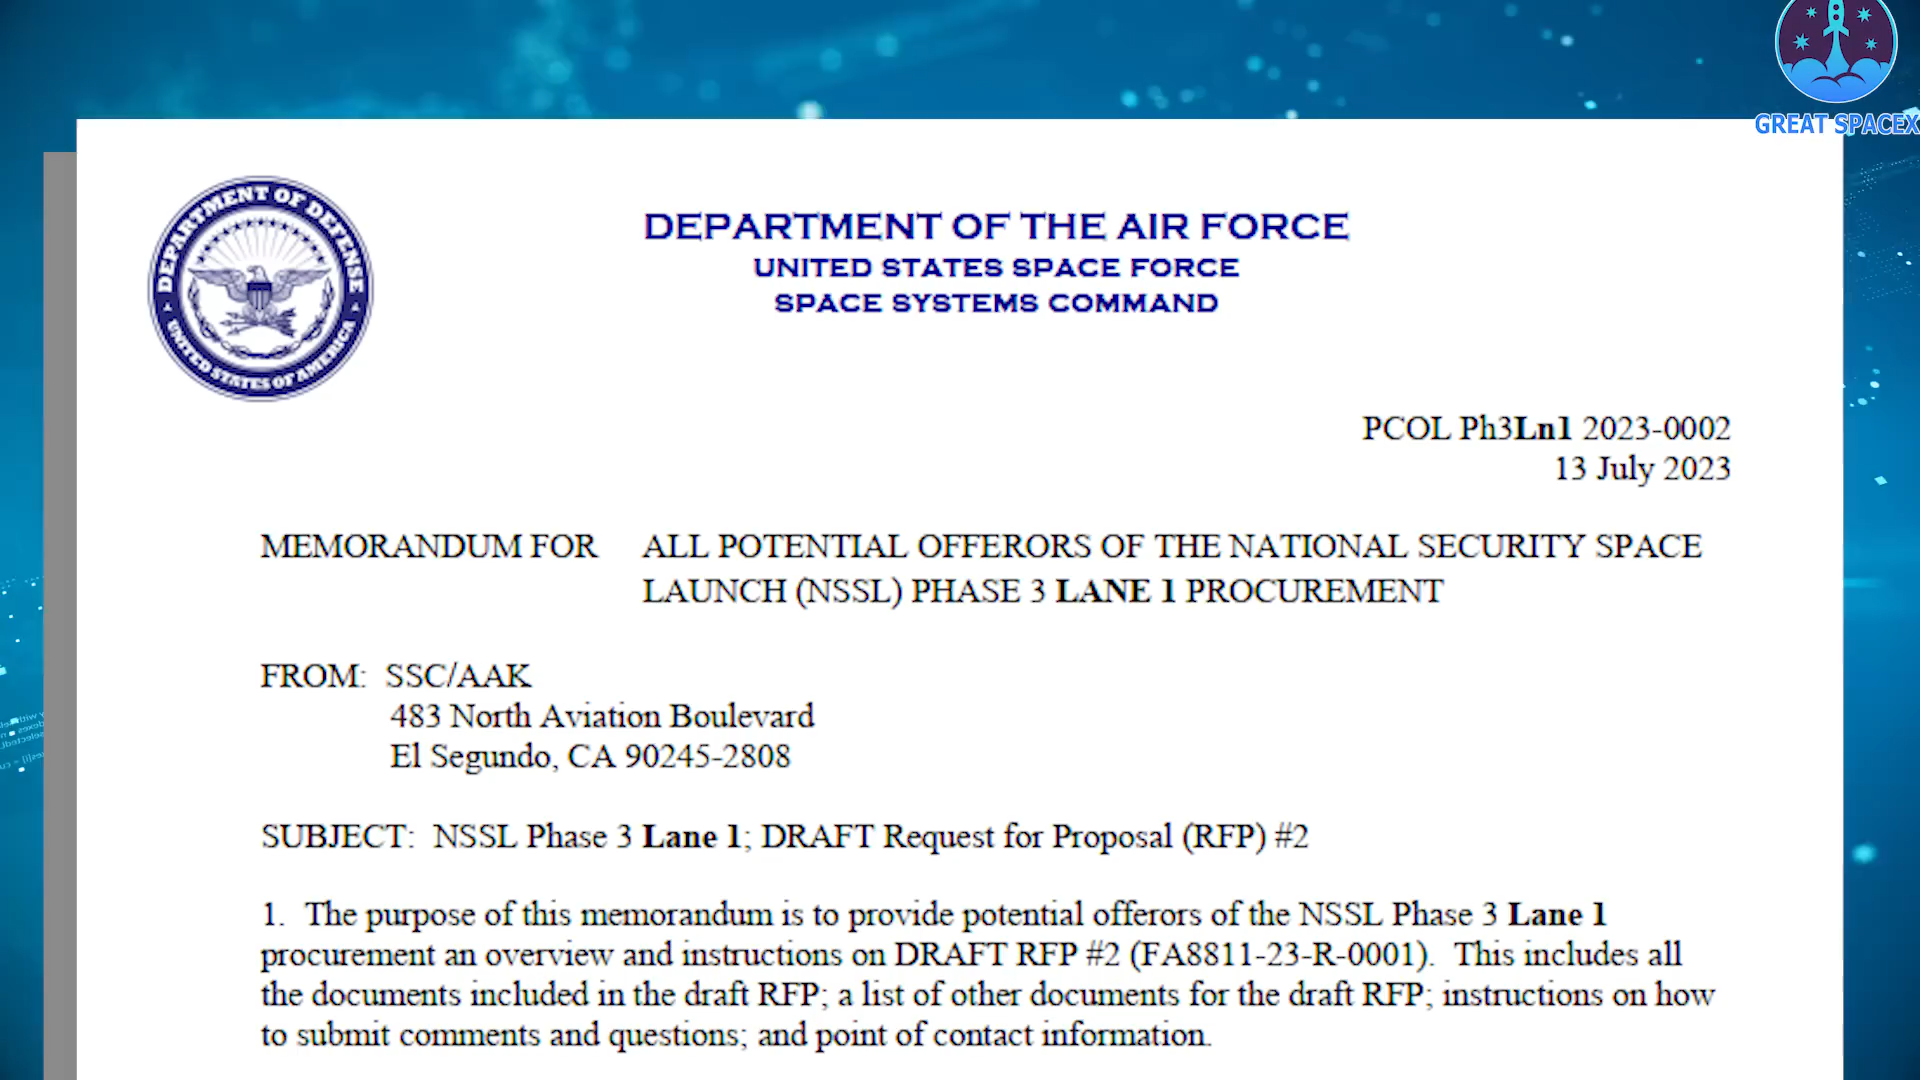 GREAT SPACEX
DEPARTMENT OF DEFENSE
UNITED STATES OF AMERICA
DEPARTMENT OF THE AIR FORCE
UNITED STATES SPACE FORCE
SPACE SYSTEMS COMMAND
PCOL Ph3Ln1 2023-0002
13 July 2023
MEMORANDUM FOR ALL POTENTIAL OFFERORS OF THE NATIONAL SECURITY SPACE
LAUNCH (NSSL) PHASE 3 LANE 1 PROCUREMENT
FROM: SSC/AAK
483 North Aviation Boulevard
El Segundo, CA 90245-2808
SUBJECT: NSSL Phase 3 Lane 1; DRAFT Request for Proposal (RFP) #2
1. The purpose of this memorandum is to provide potential offerors of the NSSL Phase 3 Lane 1
procurement an overview and instructions on DRAFT RFP #2 (FA8811-23-R-0001). This includes all
the documents included in the draft RFP; a list of other documents for the draft RFP; instructions on how
to submit comments and questions; and point of contact information.